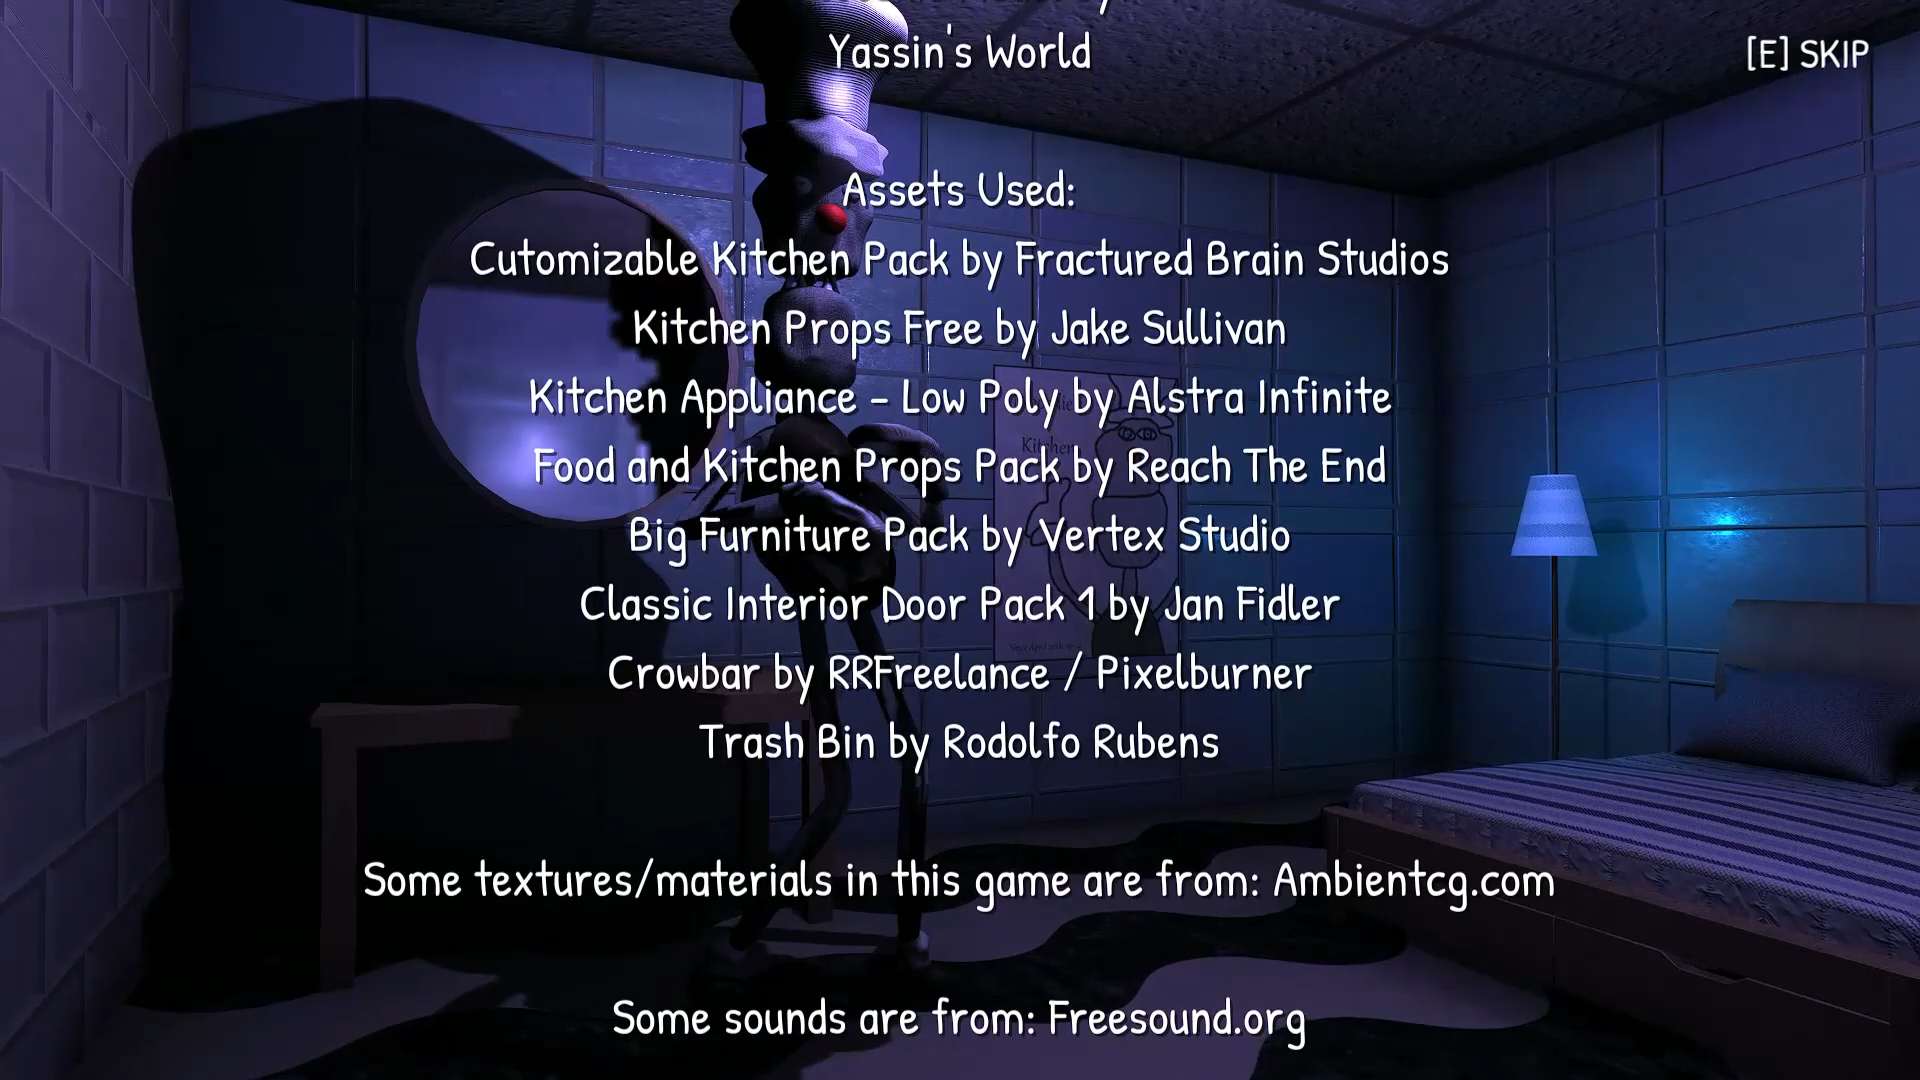 Yassin's World
[E] SKIP
Assets Used:
Cutomizable Kitchen Pack by Fractured Brain Studios
Kitchen Props Free by Jake Sullivan
Kitchen Appliance - Low Poly by Alstra Infinite
Food and Kitchen Props Pack by Reach The End
Big Furniture Pack by Vertex Studio
Classic Interior Door Pack 1 by Jan Fidler
Crowbar by RRFreelance / Pixelburner
Trash Bin by Rodolfo Rubens
Some textures/materials in this game are from: Ambientcg.com
Some sounds are from: Freesound.org
Kitchen